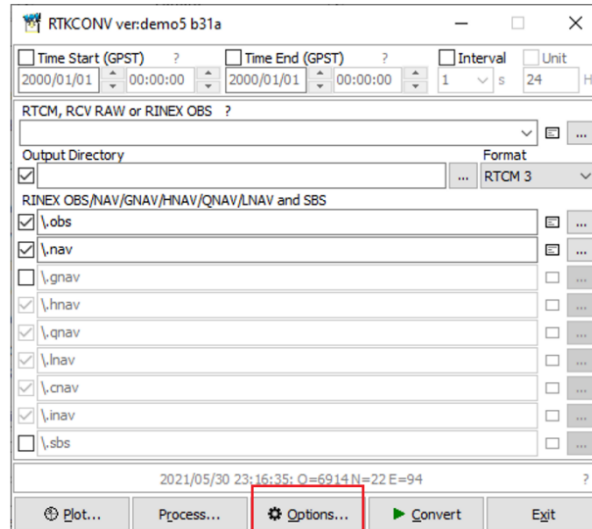 RTKCONV ver:demo5 b31a
Time Start (GPST) ? Time End (GPST) ? Interval Unit
2000/01/01 00:00:00 2000/01/01 00:00:00 1 s 24 H
RTCM, RCV RAW or RINEX OBS ?
...
Output Directory Format
... RTCM 3
RINEX OBS/NAV/GNAV/HNAV/QNAV/LNAV and SBS
\.obs ...
\.nav ...
\.gnav ...
\.hnav ...
\.qnav ...
\.lnav ...
\.cnav ...
\.inav ...
\.sbs ...
2021/05/30 23:16:35: O=6914 N=22 E=94 ?
Plot... Process... Options... Convert Exit